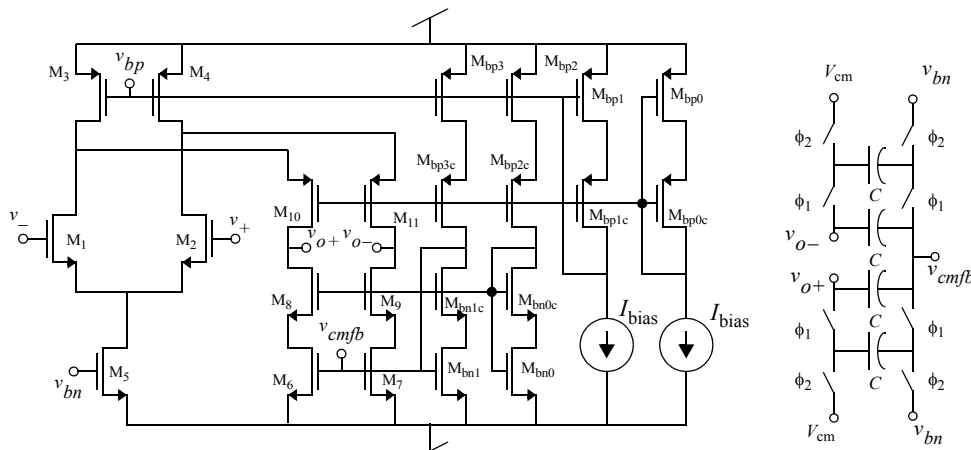 M3
vbp
M4
Mbp3
Mbp2
Mbp1
Mbp0
v−
M1
M2
v+
M10
M11
Mbp3c
Mbp2c
Mbp1c
Mbp0c
vo+
vo−
M8
M9
Mbn1c
Mbn0c
vcmfb
M6
M7
Mbn1
Mbn0
Ibias
Ibias
M5
vbn
Vcm
vbn
ϕ2
ϕ2
C
ϕ1
ϕ1
vo−
C
vo+
vcmfb
C
ϕ1
ϕ1
C
ϕ2
ϕ2
Vcm
vbn